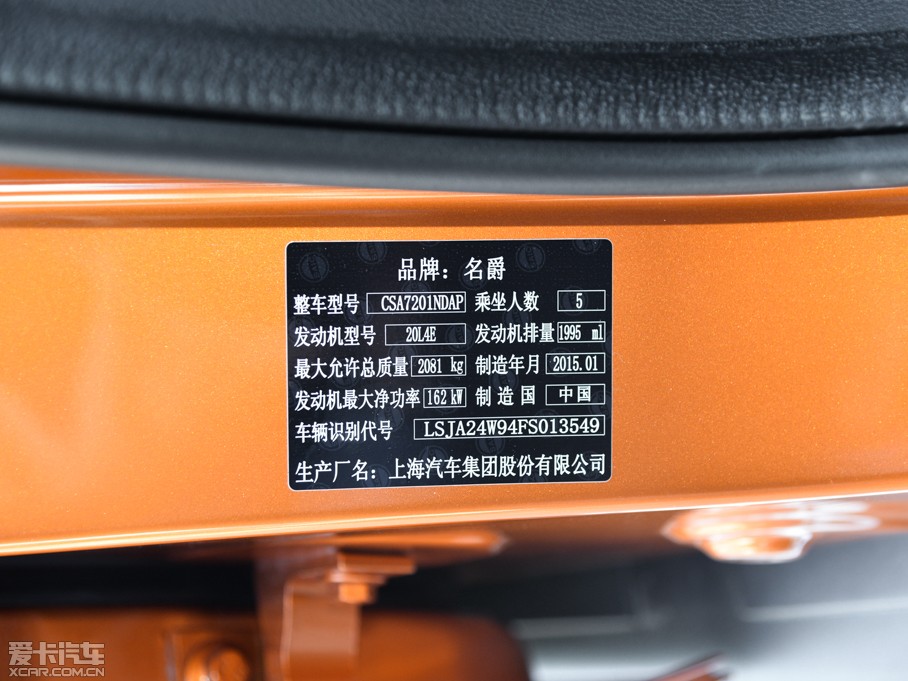 品牌：名爵
整车型号 CSA7201NDAP 乘坐人数 5
发动机型号 20L4E 发动机排量 1995 ml
最大允许总质量 2081 kg 制造年月 2015.01
发动机最大净功率 162 kW 制造国 中国
车辆识别代号 LSJA24W94FS013549
生产厂名：上海汽车集团股份有限公司
爱卡汽车
XCAR.COM.CN